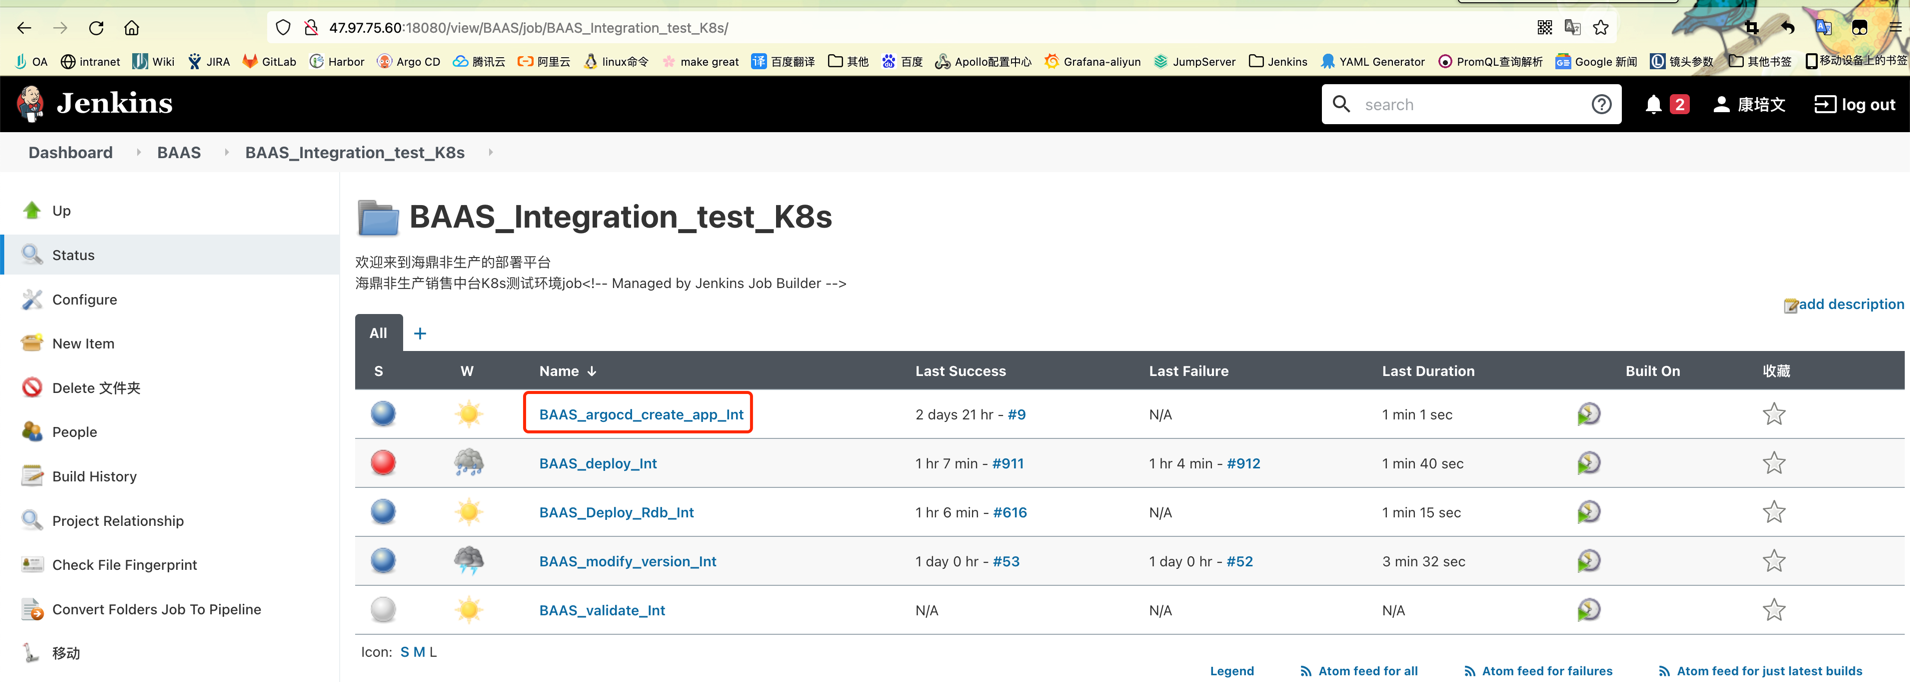 47.97.75.60:18080/view/BAAS/job/BAAS_Integration_test_K8s/
OA intranet Wiki JIRA GitLab Harbor Argo CD 腾讯云 阿里云 linux命令 make great 百度翻译 其他 百度 Apollo配置中心 Grafana-aliyun JumpServer Jenkins YAML Generator PromQL查询解析 Google 新闻 镜头参数 其他书签 移动设备上的书签
Jenkins search 2 康培文 log out
Dashboard BAAS BAAS_Integration_test_K8s
Up
Status
Configure
New Item
Delete 文件夹
People
Build History
Project Relationship
Check File Fingerprint
Convert Folders Job To Pipeline
移动
BAAS_Integration_test_K8s
欢迎来到海鼎非生产的部署平台
海鼎非生产销售中台K8s测试环境job<!-- Managed by Jenkins Job Builder -->
add description
All +
S W Name ↓ Last Success Last Failure Last Duration Built On 收藏
BAAS_argocd_create_app_Int 2 days 21 hr - #9 N/A 1 min 1 sec
BAAS_deploy_Int 1 hr 7 min - #911 1 hr 4 min - #912 1 min 40 sec
BAAS_Deploy_Rdb_Int 1 hr 6 min - #616 N/A 1 min 15 sec
BAAS_modify_version_Int 1 day 0 hr - #53 1 day 0 hr - #52 3 min 32 sec
BAAS_validate_Int N/A N/A N/A
Icon: S M L
Legend Atom feed for all Atom feed for failures Atom feed for just latest builds